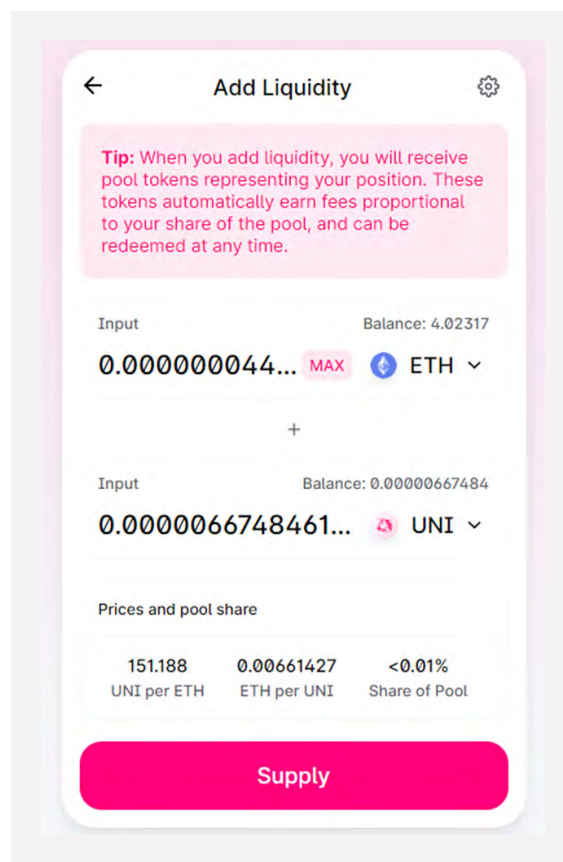 Add Liquidity
Tip: When you add liquidity, you will receive
pool tokens representing your position. These
tokens automatically earn fees proportional
to your share of the pool, and can be
redeemed at any time.
Input Balance: 4.02317
0.000000044... MAX ETH
+
Input Balance: 0.00000667484
0.0000066748461... UNI
Prices and pool share
151.188 0.00661427 <0.01%
UNI per ETH ETH per UNI Share of Pool
Supply